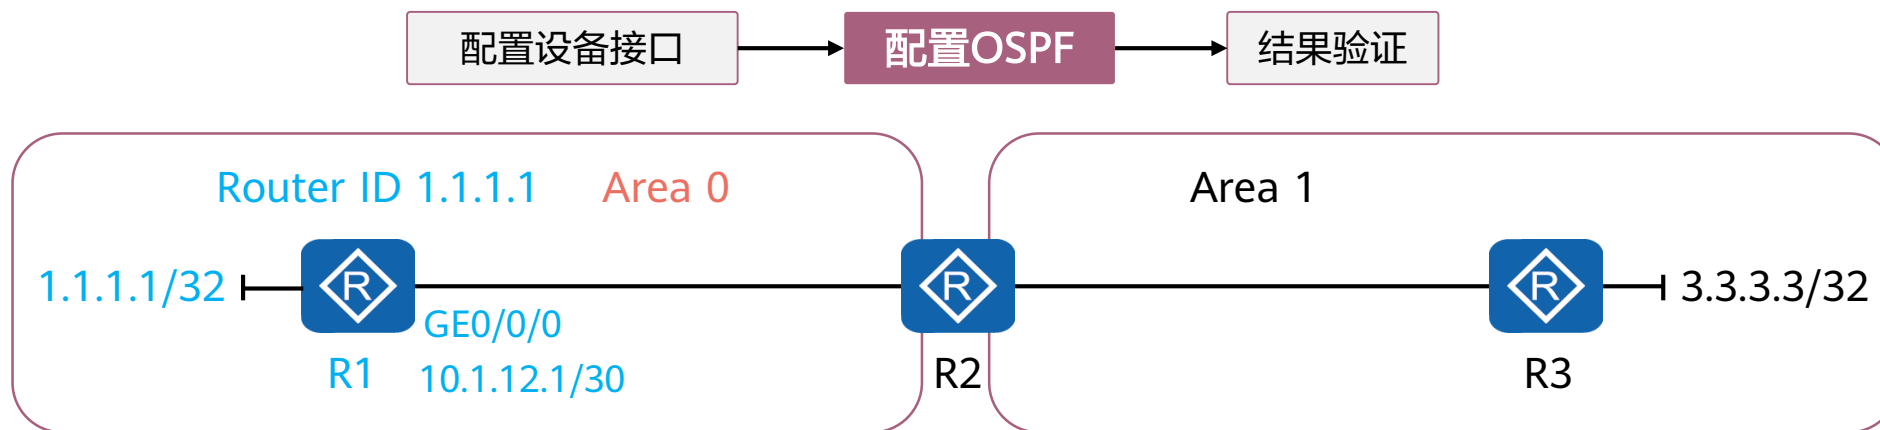 配置设备接口
配置OSPF
结果验证
Router ID 1.1.1.1
Area 0
Area 1
1.1.1.1/32
R
R
R
3.3.3.3/32
GE0/0/0
10.1.12.1/30
R1
R2
R3